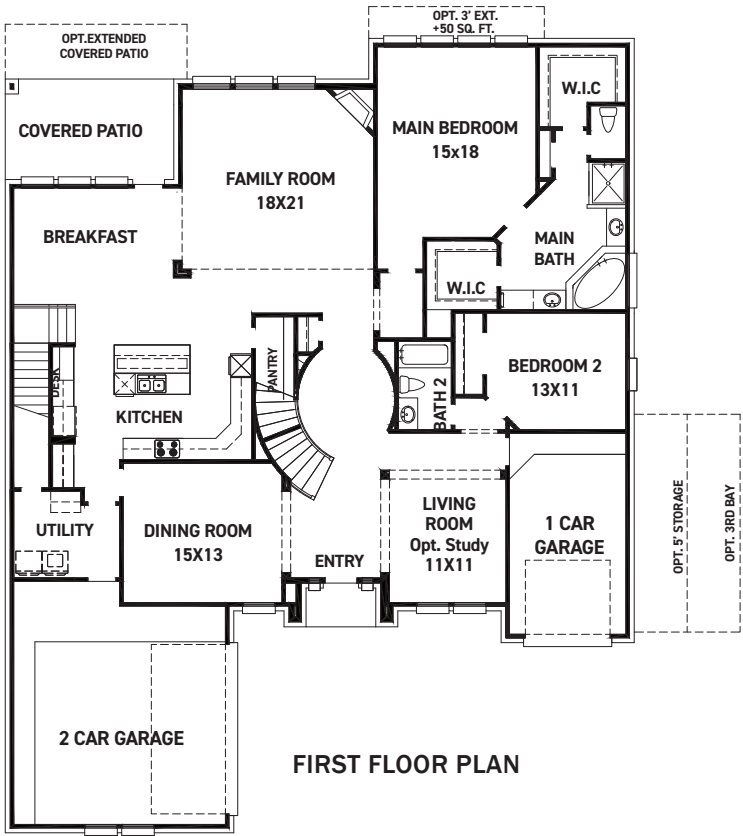 OPT. 3' EXT.
+50 SQ. FT.
OPT.EXTENDED
COVERED PATIO
W.I.C
COVERED PATIO
MAIN BEDROOM
15x18
FAMILY ROOM
18X21
BREAKFAST
MAIN
BATH
W.I.C
PANTRY
BEDROOM 2
13X11
DESK
BATH 2
KITCHEN
UTILITY
DINING ROOM
15X13
LIVING
ROOM
Opt. Study
11X11
ENTRY
1 CAR
GARAGE
OPT. 5' STORAGE
OPT. 3RD BAY
2 CAR GARAGE
FIRST FLOOR PLAN